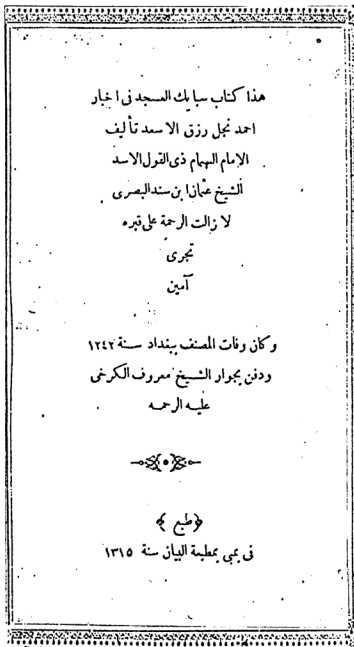 هذا كتاب سبايك العسجد فى اخبار
احمد نجل رزق الاسعد تأليف
الامام الهمام ذى القول الاسد
الشيخ عثمان ابن سند البصرى
لا زالت الرحمة على قبره
تجرى
آمين
وكان وفات المصنف ببغداد سنة ١٢٤٢
ودفن بجوار الشيخ معروف الكرخى
عليه الرحمه
﴿طبع﴾
فى بمبى بمطبعة البيان سنة ١٣١٥